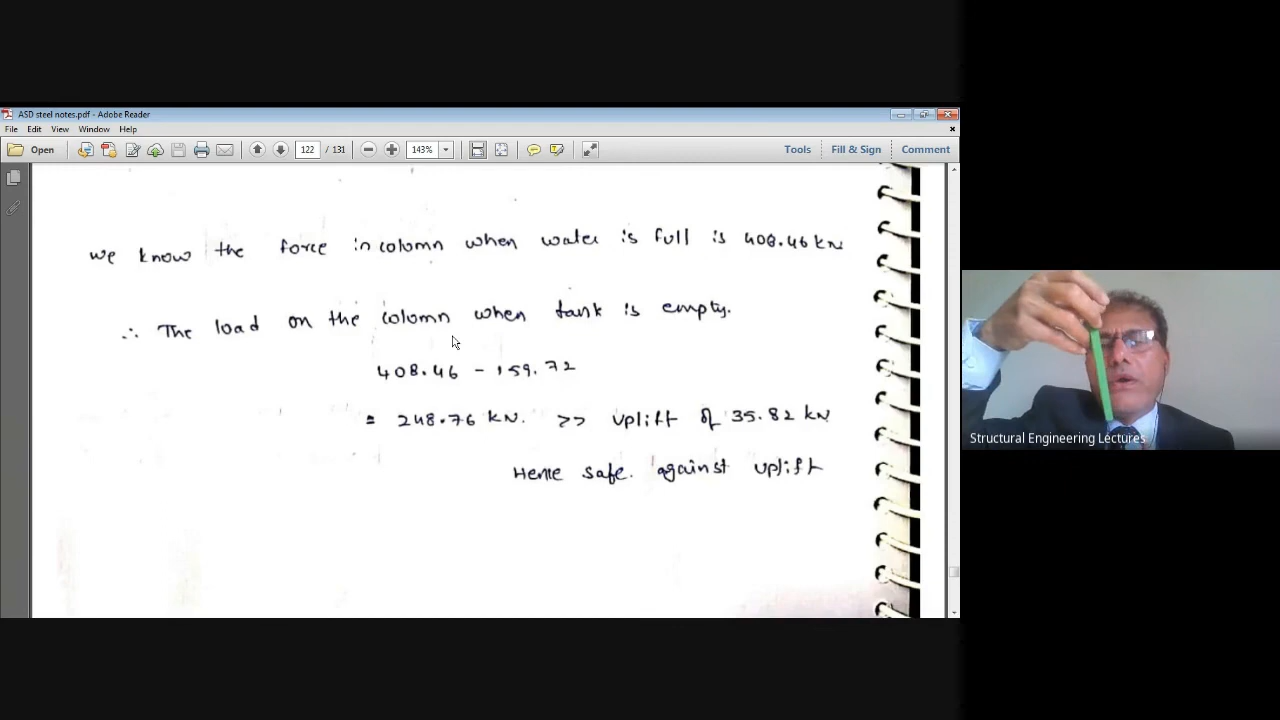 ASD steel notes.pdf - Adobe Reader
File Edit View Window Help
Open 122 / 131 143% Tools Fill & Sign Comment
we know the force in column when water is full is 408.46 kN
∴ The load on the column when tank is empty.
408.46 - 159.72
= 248.76 kN. >> uplift of 35.82 kN
Hence safe. against uplift
Structural Engineering Lectures